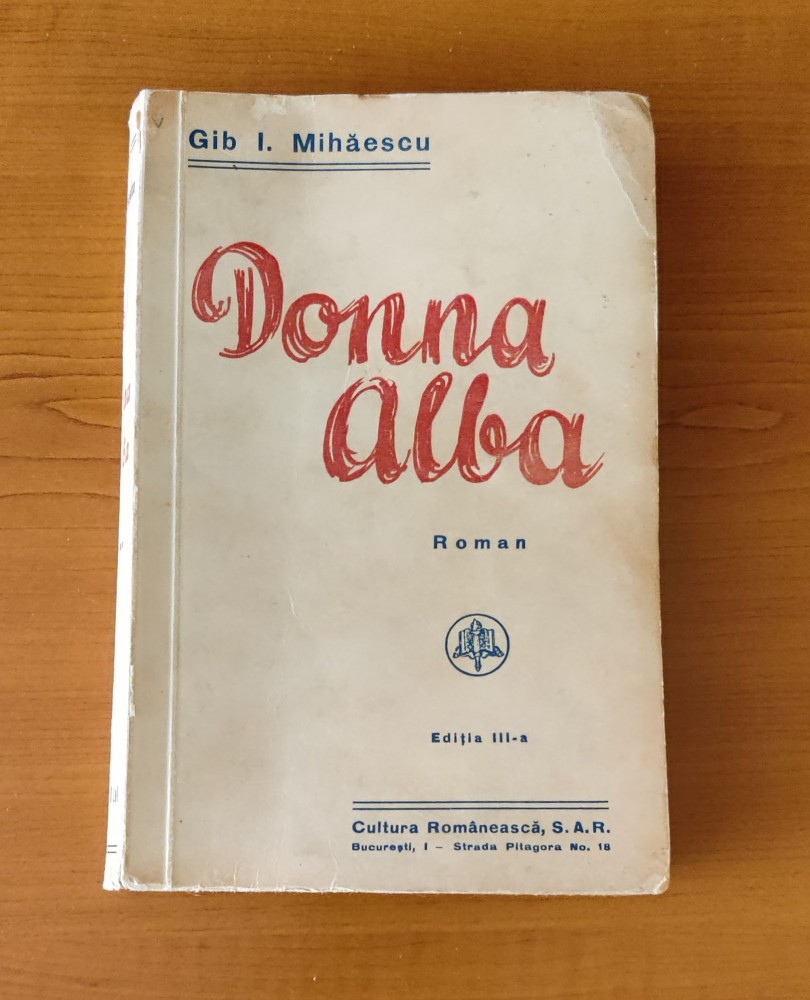 Gib I. Mihăescu
Donna
Alba
Roman
Ediția III-a
Cultura Românească, S.A.R.
București, I – Strada Pitagora No. 18